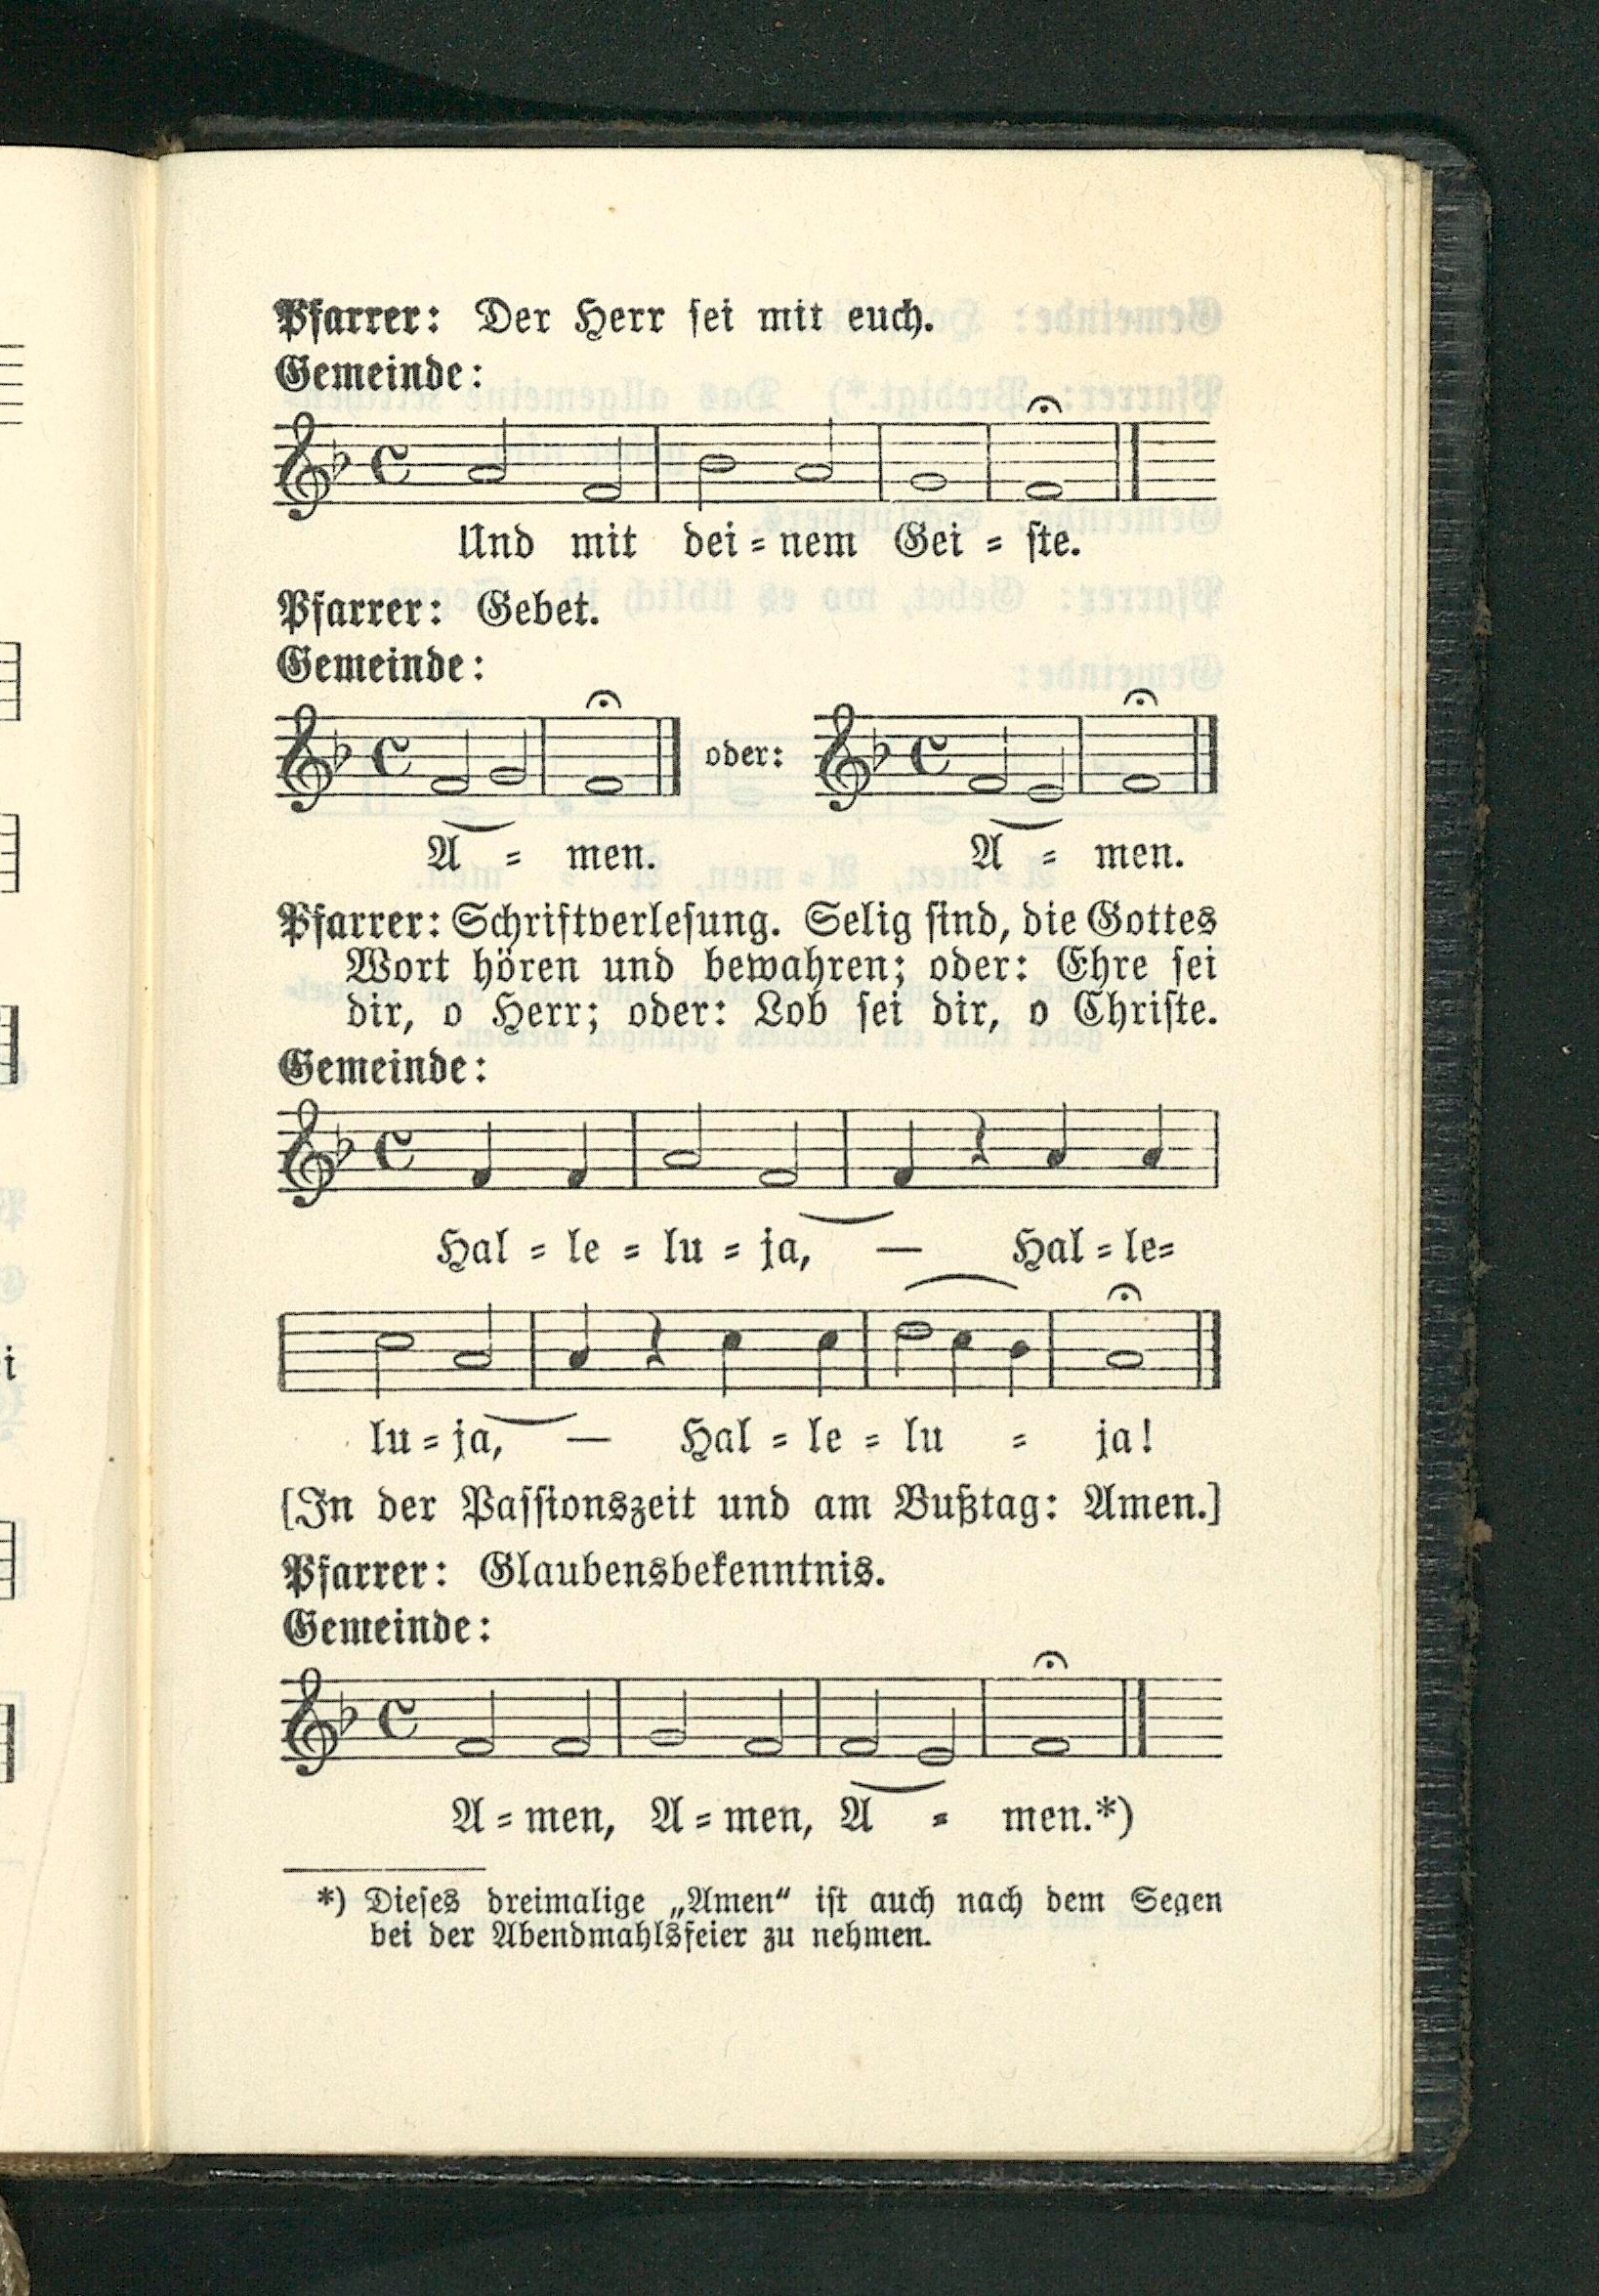 Pfarrer: Der Herr sei mit euch.
Gemeinde:
Und mit dei=nem Gei = ste.
Pfarrer: Gebet.
Gemeinde:
oder:
A = men. A = men.
Pfarrer: Schriftverlesung. Selig sind, die Gottes
Wort hören und bewahren; oder: Ehre sei
dir, o Herr; oder: Lob sei dir, o Christe.
Gemeinde:
Hal = le = lu = ja, — Hal=le=
lu=ja, — Hal = le = lu = ja!
[In der Passionszeit und am Bußtag: Amen.]
Pfarrer: Glaubensbekenntnis.
Gemeinde:
A = men, A = men, A = men.*)
*) Dieses dreimalige „Amen“ ist auch nach dem Segen
bei der Abendmahlsfeier zu nehmen.